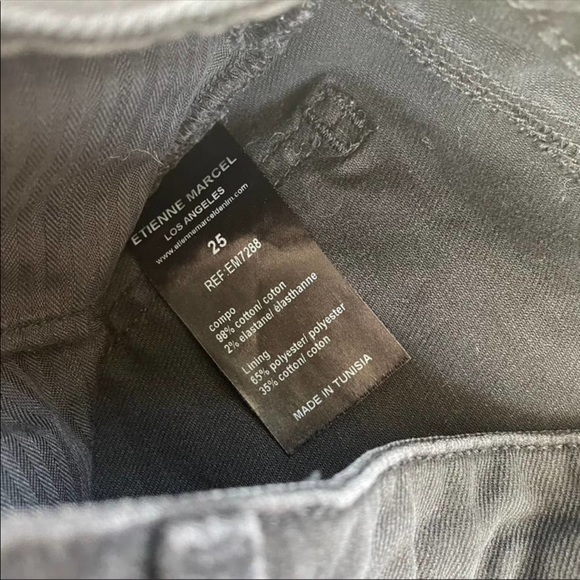 ETIENNE MARCEL
LOS ANGELES
www.etiennemarceldenim.com
25
REF:EM7288
compo
98% cotton/ coton
2% elastane/ élasthanne
Lining
65% polyester/ polyester
35% cotton/ coton
MADE IN TUNISIA